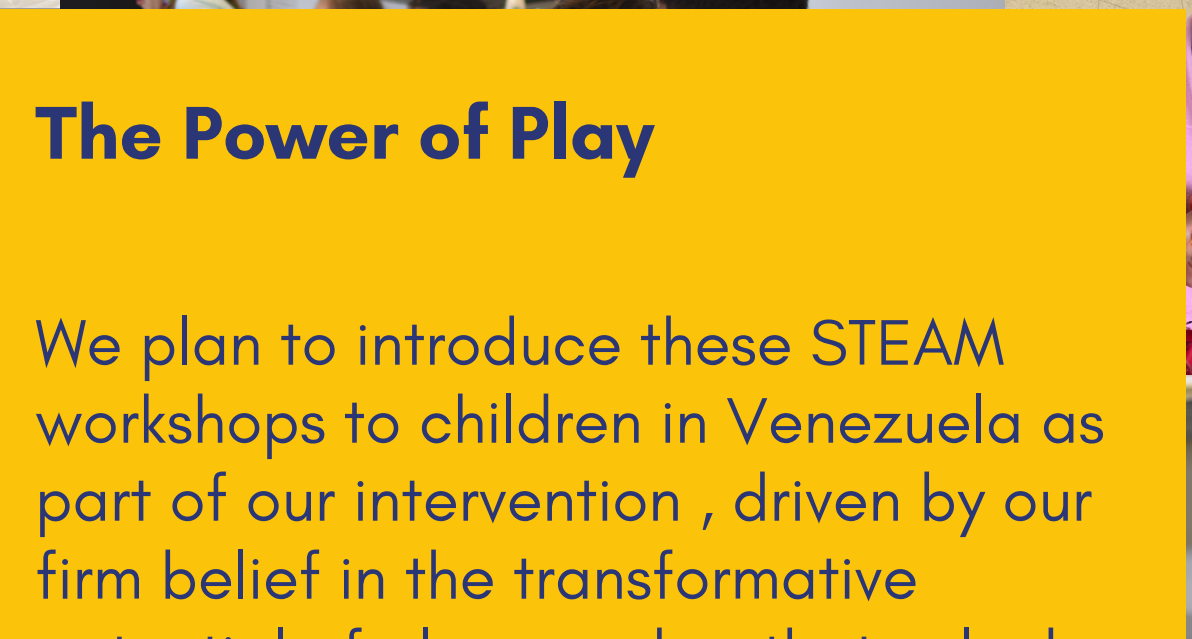 The Power of Play
We plan to introduce these STEAM
workshops to children in Venezuela as
part of our intervention , driven by our
firm belief in the transformative